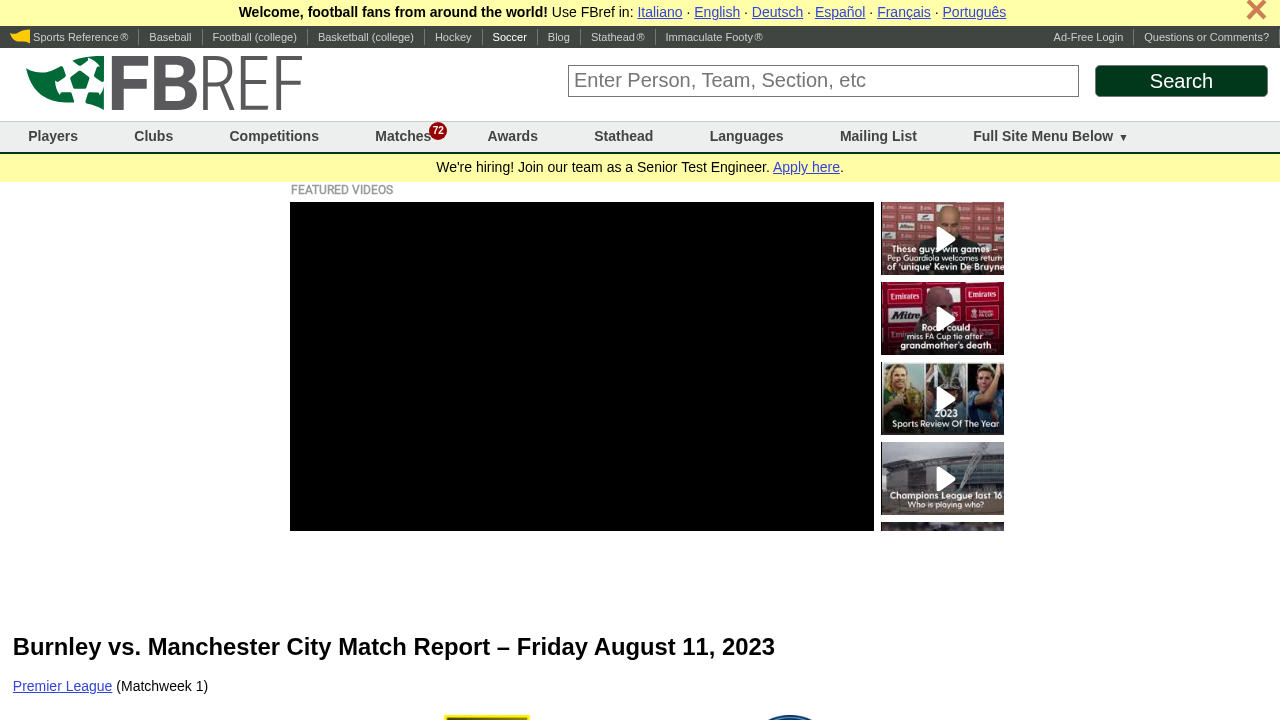 Welcome, football fans from around the world! Use FBref in: Italiano · English · Deutsch · Español · Français · Português
Sports Reference® Baseball Football (college) Basketball (college) Hockey Soccer Blog Stathead® Immaculate Footy® Ad-Free Login Questions or Comments?
FBREF
Enter Person, Team, Section, etc
Search
Players Clubs Competitions Matches 72 Awards Stathead Languages Mailing List Full Site Menu Below ▼
We're hiring! Join our team as a Senior Test Engineer. Apply here.
FEATURED VIDEOS
These guys win games –
Pep Guardiola welcomes return
of 'unique' Kevin De Bruyne
Emirates
Emirates
Mitre
Rodri could
miss FA Cup tie after
grandmother's death
2023
Sports Review Of The Year
Champions League last 16
Who is playing who?
Burnley vs. Manchester City Match Report – Friday August 11, 2023
Premier League (Matchweek 1)